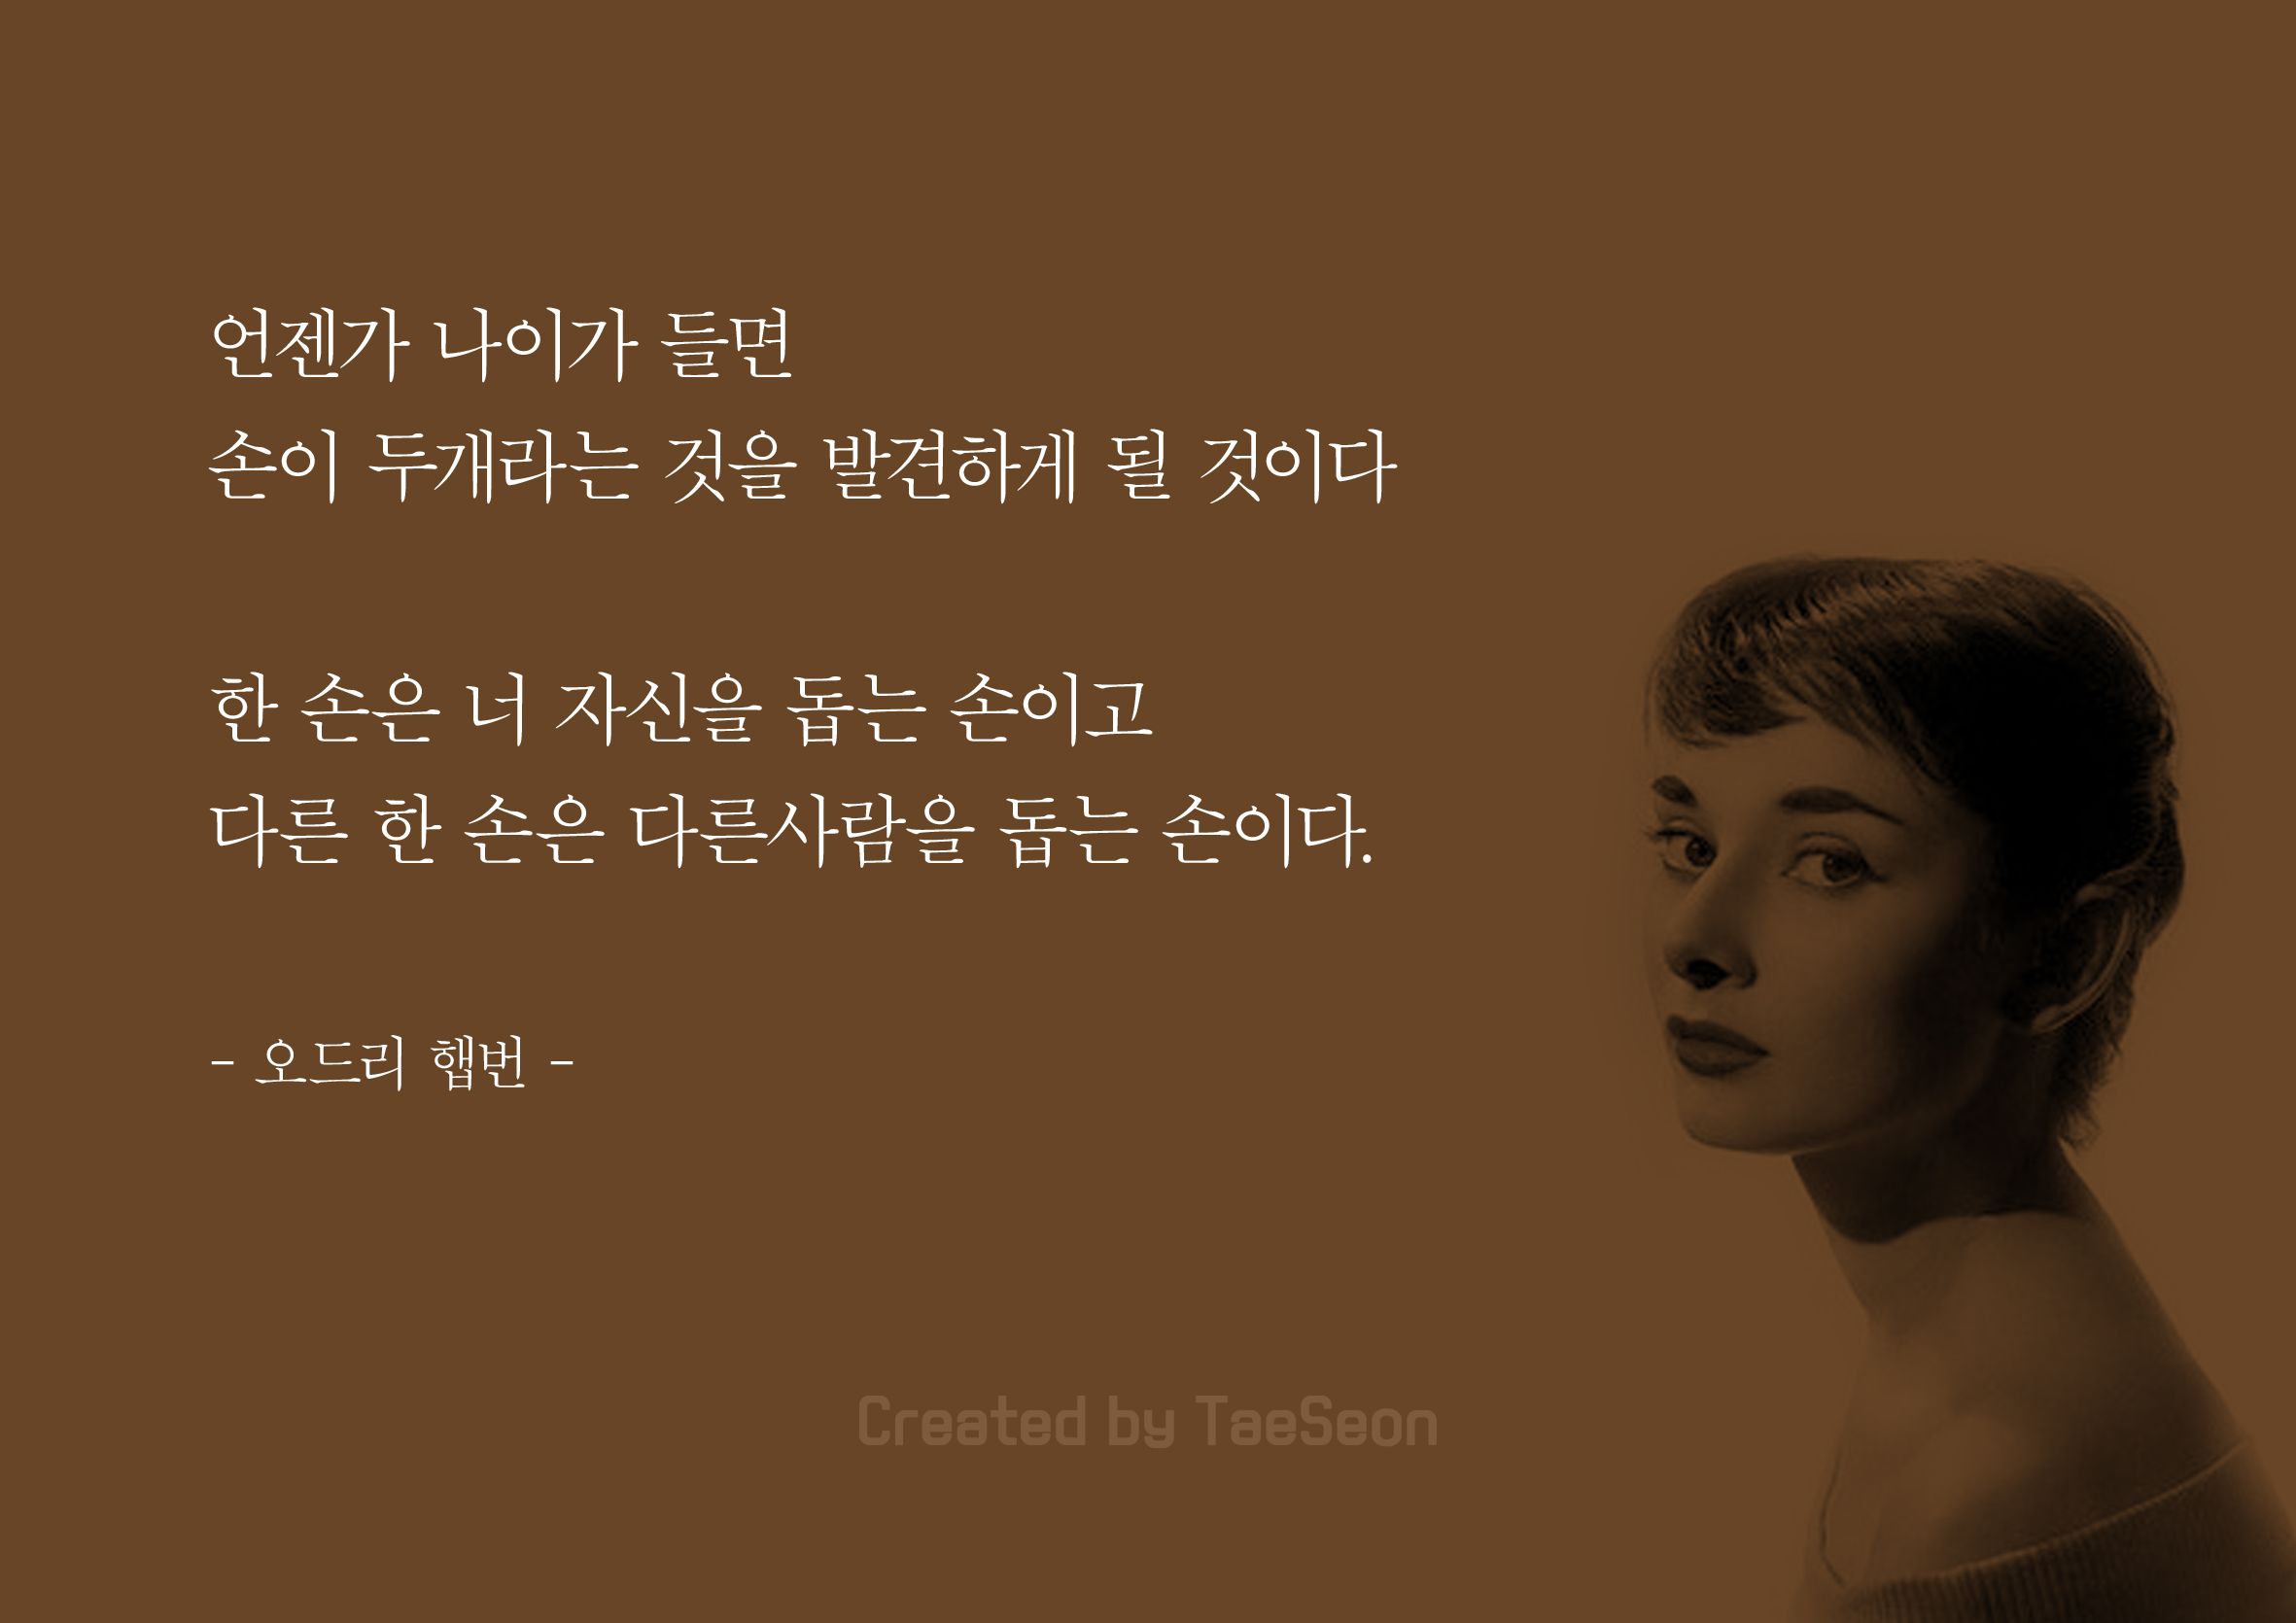 언젠가 나이가 들면
손이 두개라는 것을 발견하게 될 것이다
한 손은 너 자신을 돕는 손이고
다른 한 손은 다른사람을 돕는 손이다.
- 오드리 햅번 -
Created by TaeSeon